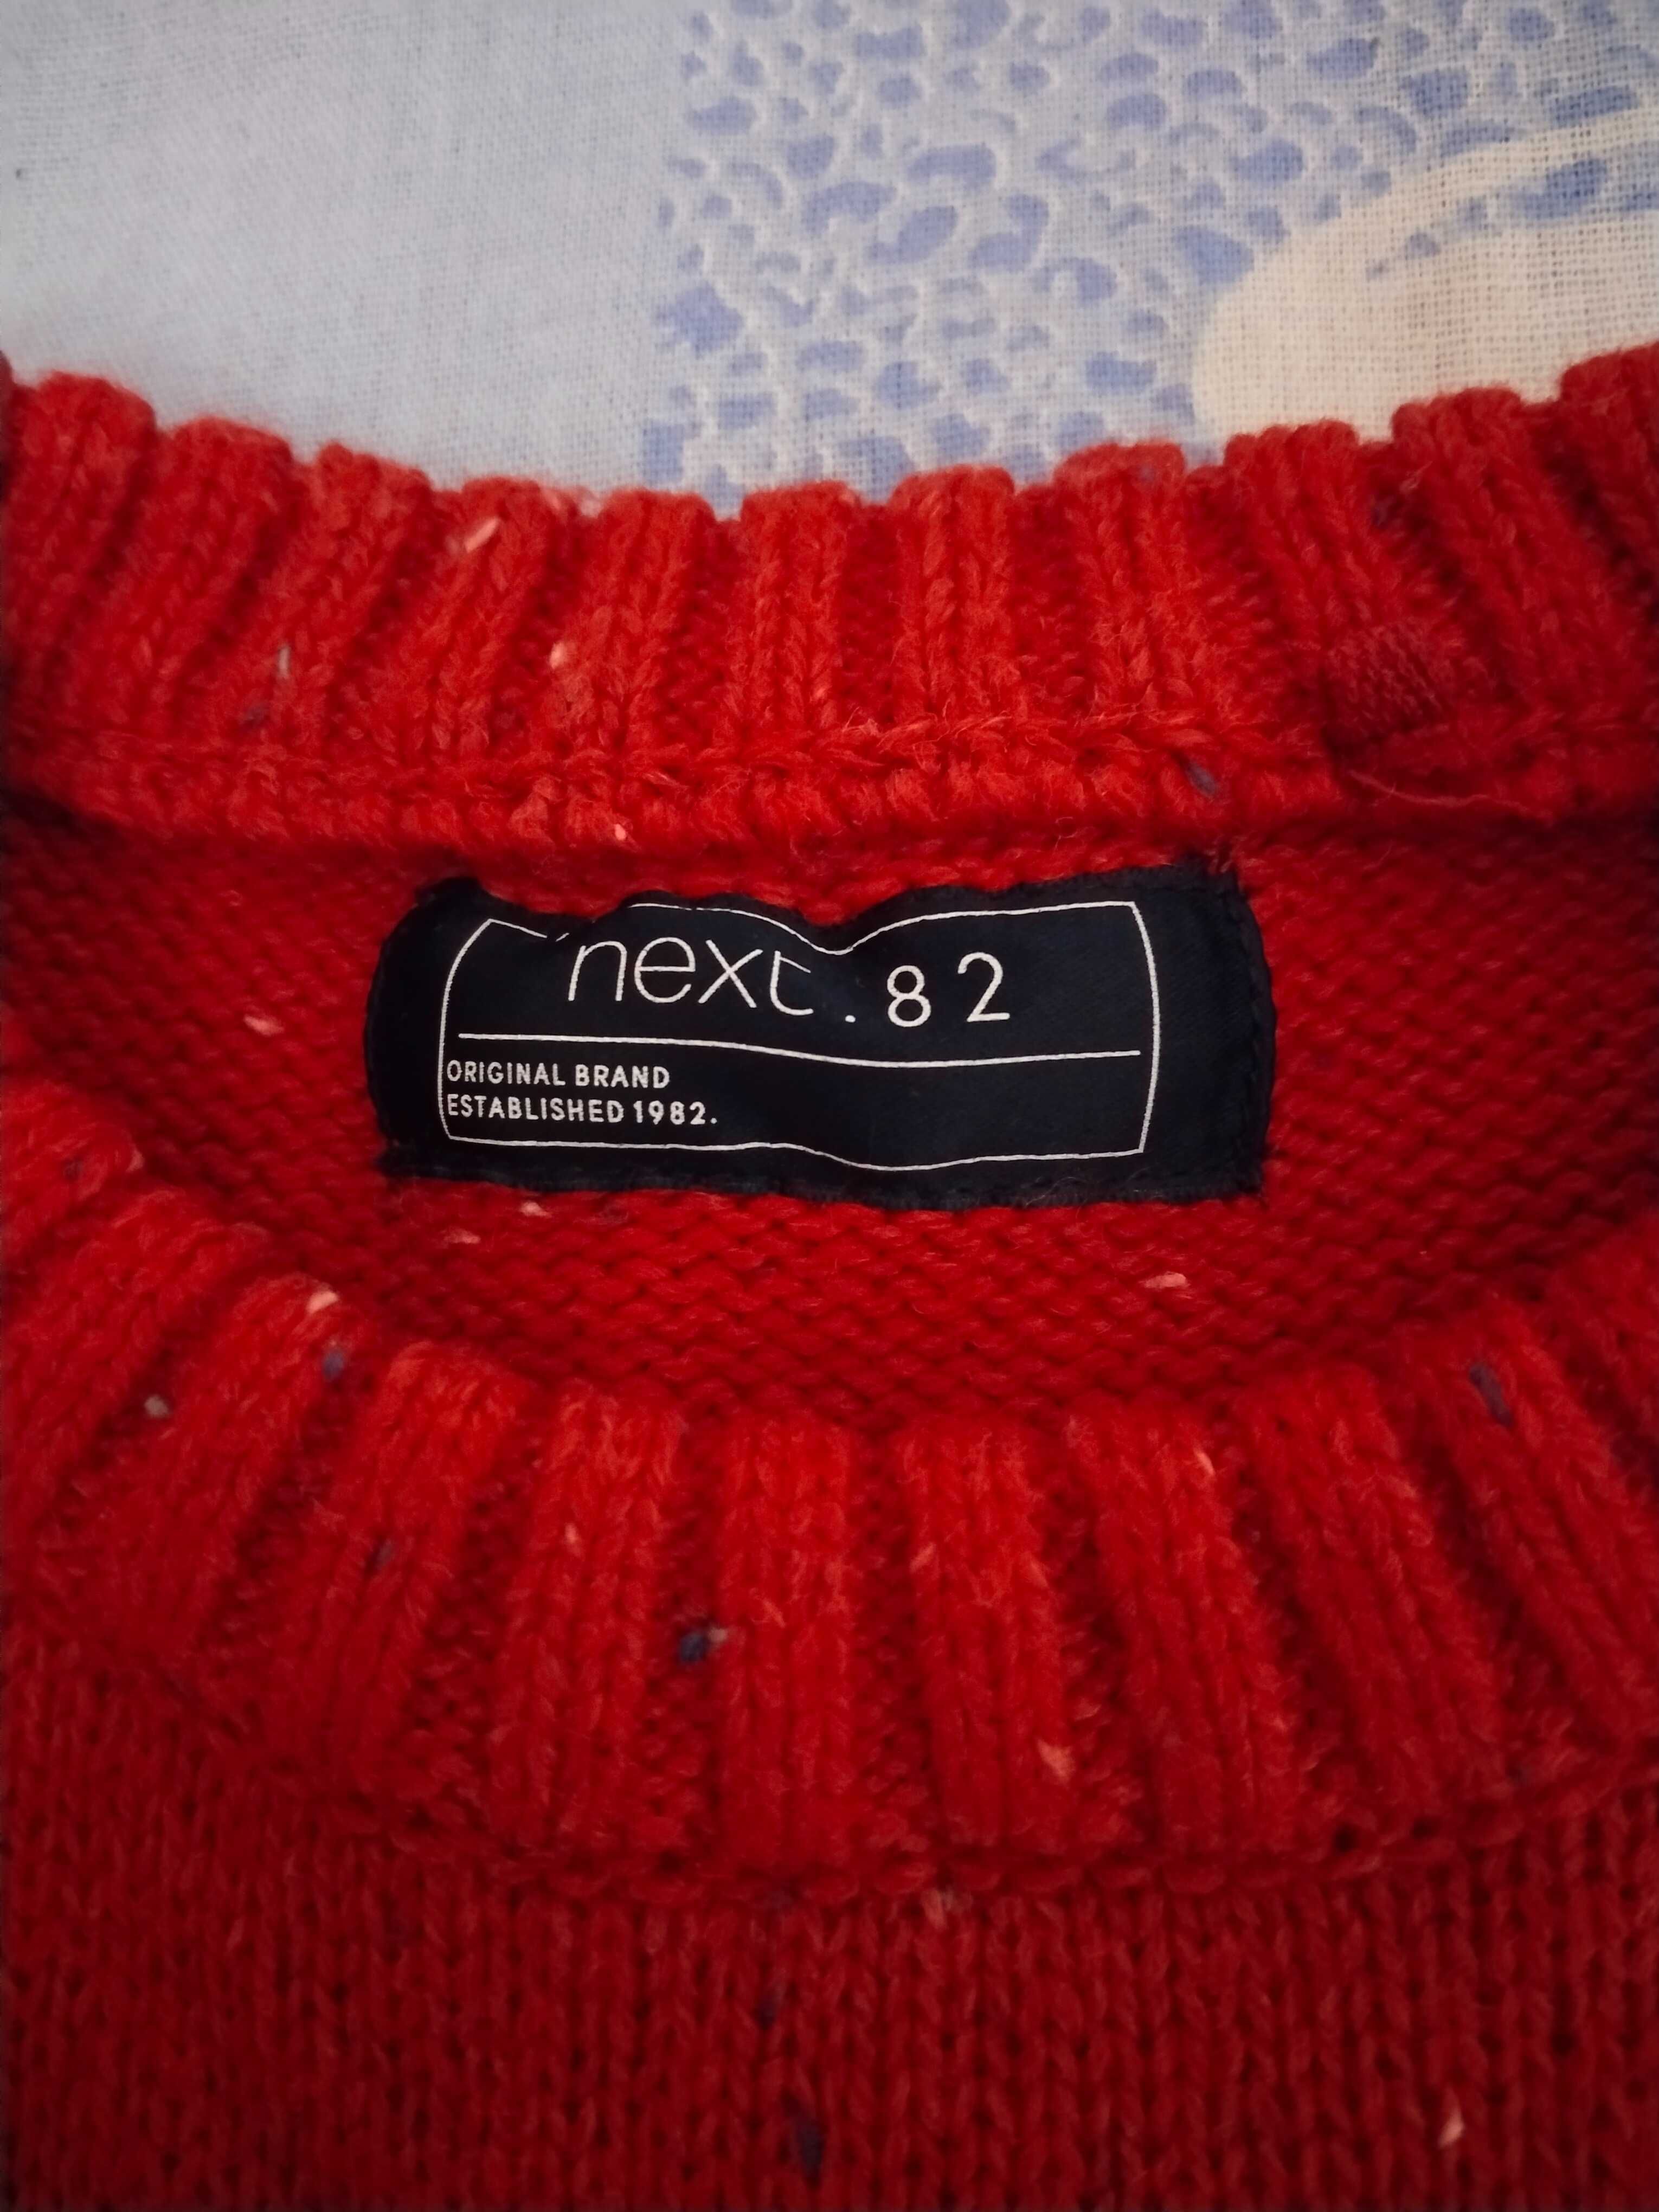 next.82
ORIGINAL BRAND
ESTABLISHED 1982.